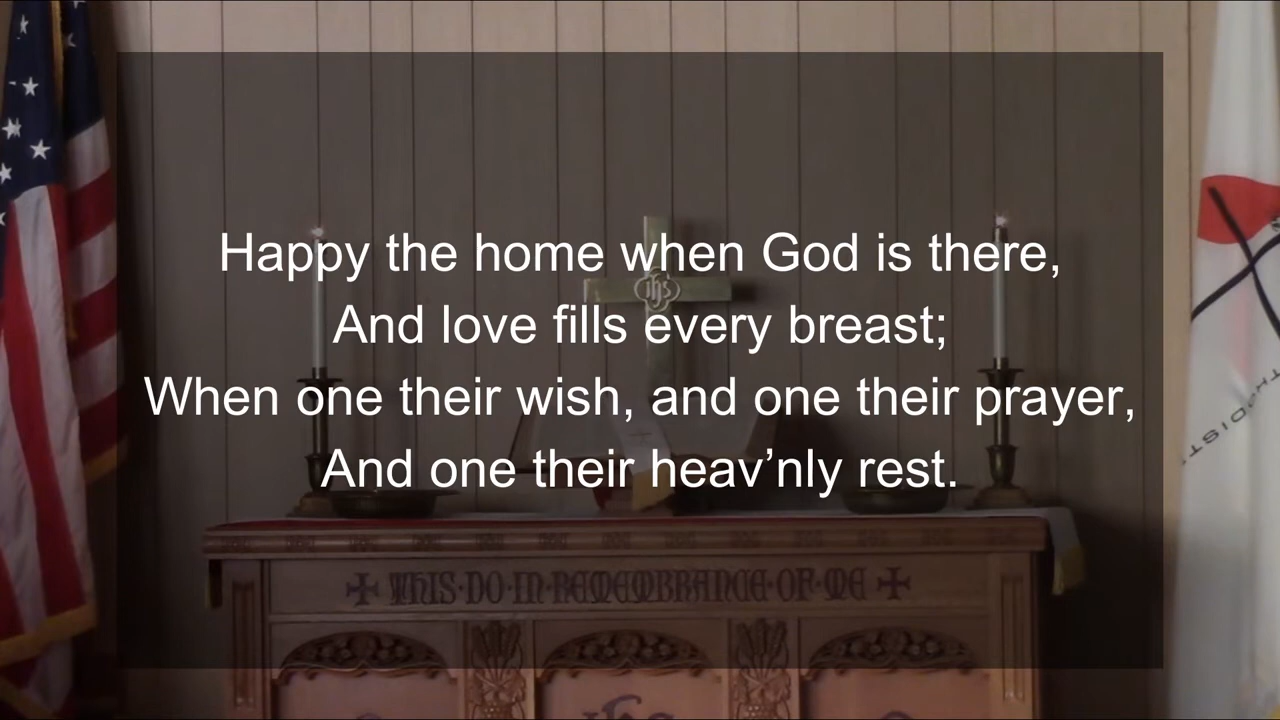 Happy the home when God is there,
And love fills every breast;
When one their wish, and one their prayer,
And one their heav’nly rest.
ihs
THIS·DO·IN·REMEMBRANCE·OF·ME